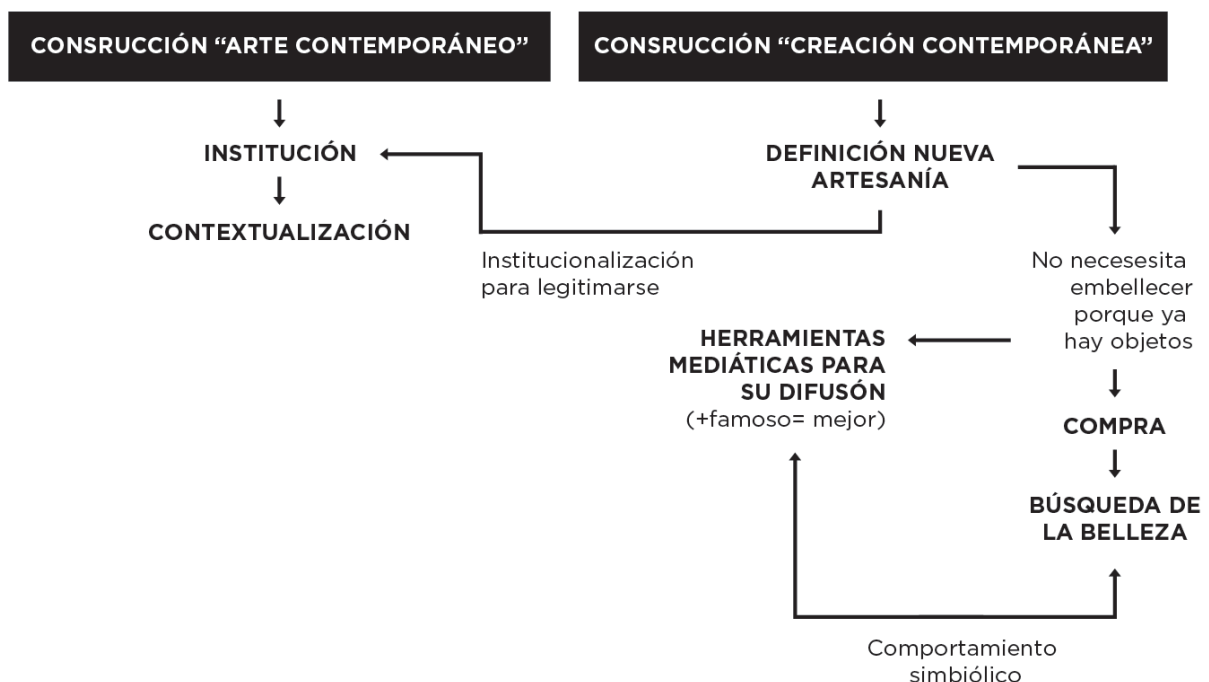 CONSRUCCIÓN “ARTE CONTEMPORÁNEO”
CONSRUCCIÓN “CREACIÓN CONTEMPORÁNEA”
INSTITUCIÓN
CONTEXTUALIZACIÓN
DEFINICIÓN NUEVA
ARTESANÍA
Institucionalización
para legitimarse
No necesesita
embellecer
porque ya
hay objetos
HERRAMIENTAS
MEDIÁTICAS PARA
SU DIFUSÓN
(+famoso= mejor)
COMPRA
BÚSQUEDA DE
LA BELLEZA
Comportamiento
simbiólico